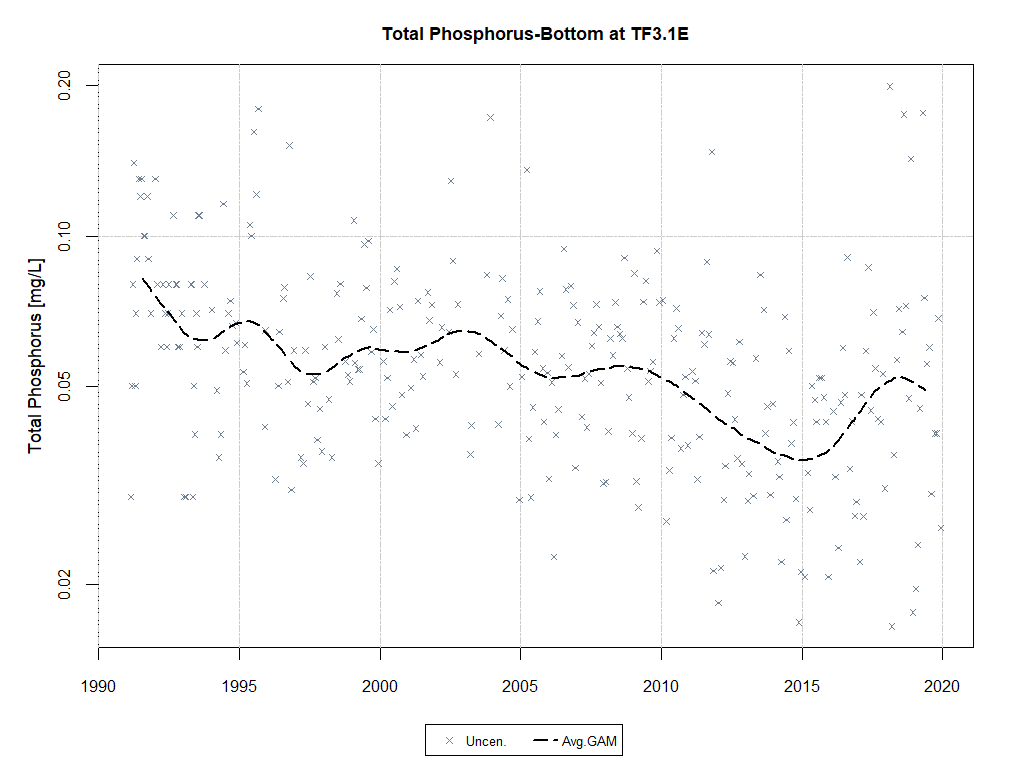 Total Phosphorus-Bottom at TF3.1E
Total Phosphorus [mg/L]
0.20
0.10
0.05
0.02
1990 1995 2000 2005 2010 2015 2020
Uncen. Avg.GAM